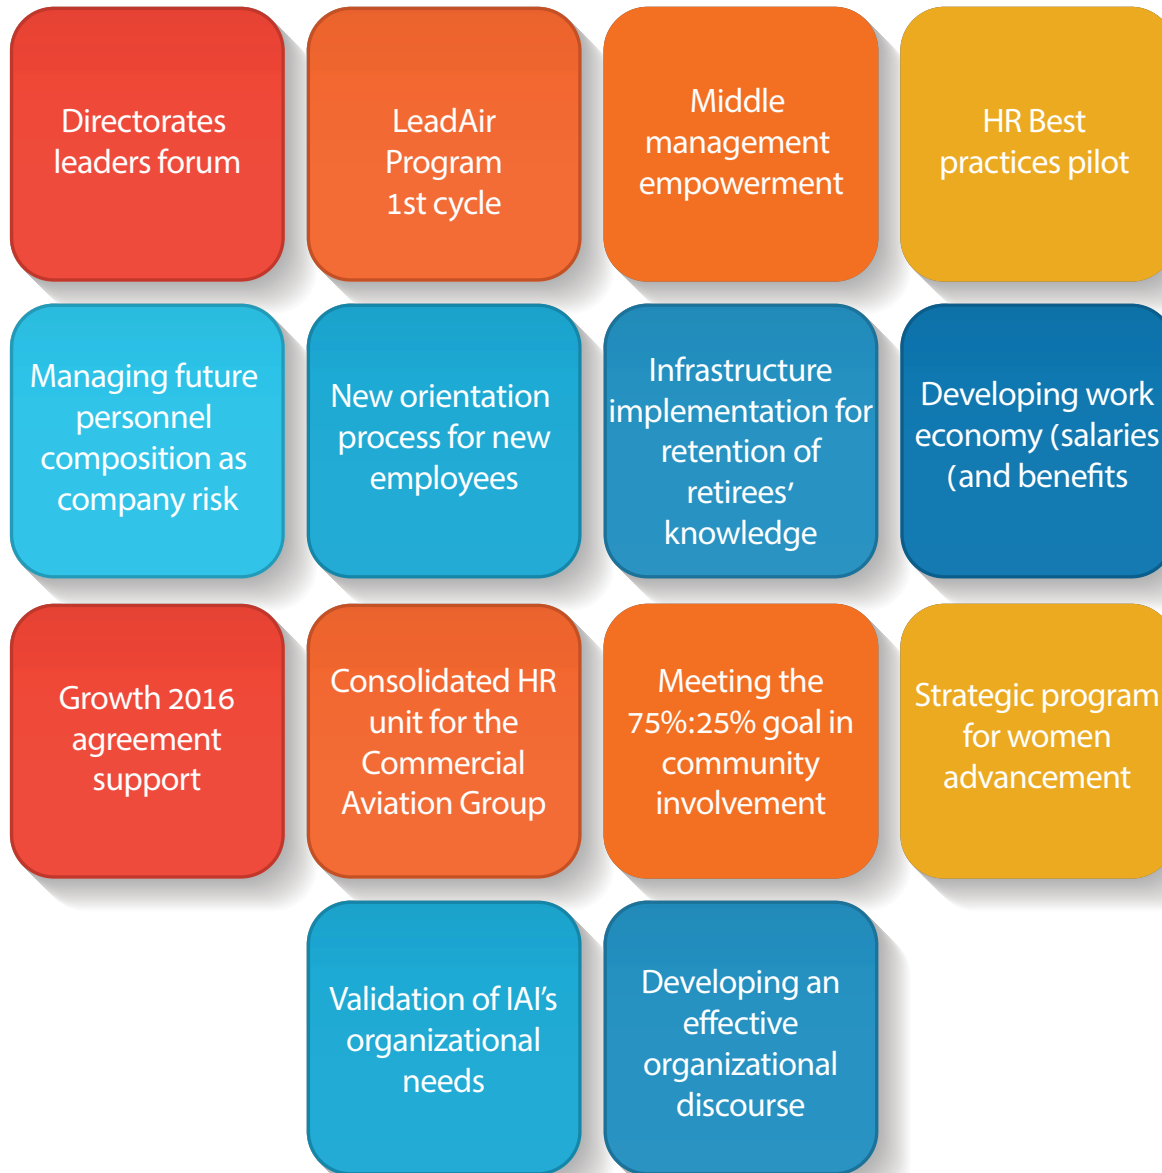 Directorates
leaders forum
LeadAir
Program
1st cycle
Middle
management
empowerment
HR Best
practices pilot
Managing future
personnel
composition as
company risk
New orientation
process for new
employees
Infrastructure
implementation for
retention of
retirees’
knowledge
Developing work
economy (salaries
(and benefits
Growth 2016
agreement
support
Consolidated HR
unit for the
Commercial
Aviation Group
Meeting the
75%:25% goal in
community
involvement
Strategic program
for women
advancement
Validation of IAI’s
organizational
needs
Developing an
effective
organizational
discourse